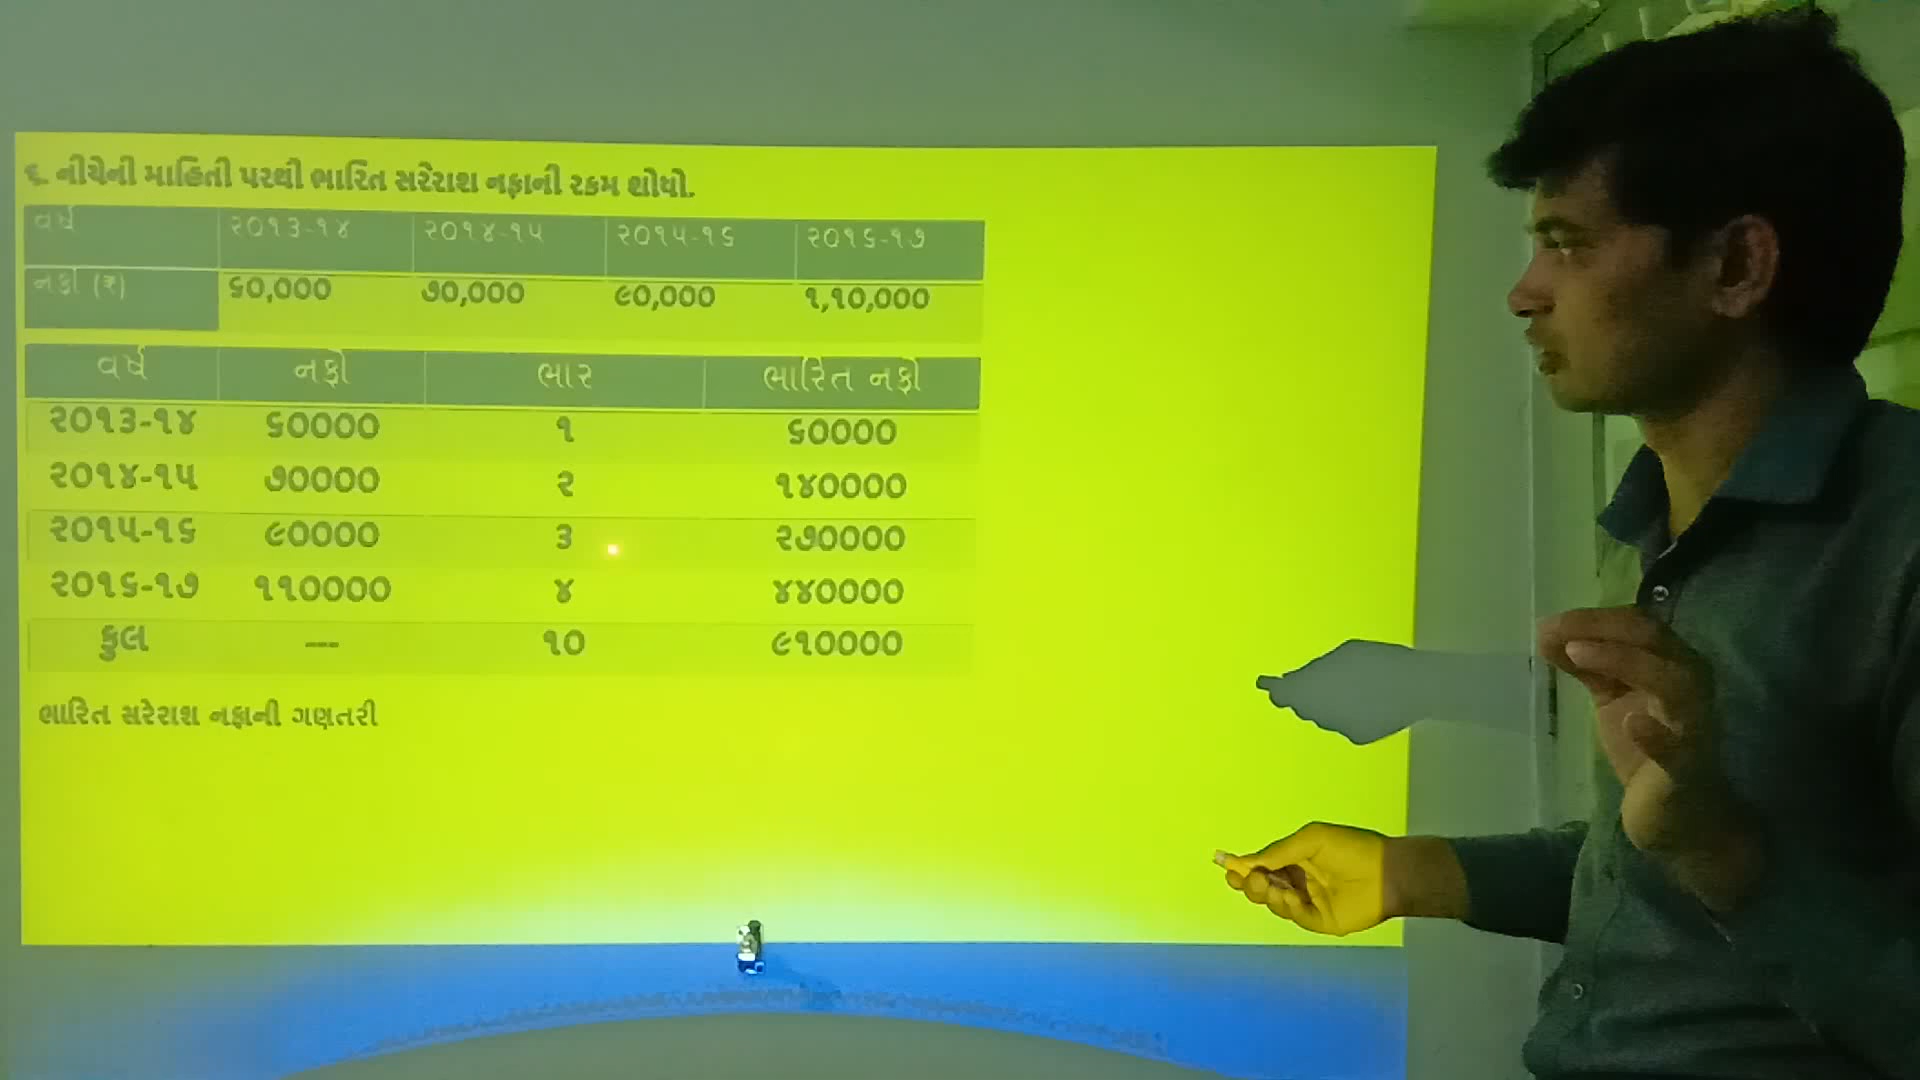 ૬. નીચેની માહિતી પરથી ભારિત સરેરાશ નફાની રકમ શોધો.
વર્ષ ૨૦૧૩-૧૪ ૨૦૧૪-૧૫ ૨૦૧૫-૧૬ ૨૦૧૬-૧૭
નફો (₹) ૬૦,૦૦૦ ૭૦,૦૦૦ ૯૦,૦૦૦ ૧,૧૦,૦૦૦
વર્ષ નફો ભાર ભારિત નફો
૨૦૧૩-૧૪ ૬૦૦૦૦ ૧ ૬૦૦૦૦
૨૦૧૪-૧૫ ૭૦૦૦૦ ૨ ૧૪૦૦૦૦
૨૦૧૫-૧૬ ૯૦૦૦૦ ૩ ૨૭૦૦૦૦
૨૦૧૬-૧૭ ૧૧૦૦૦૦ ૪ ૪૪૦૦૦૦
કુલ --- ૧૦ ૯૧૦૦૦૦
ભારિત સરેરાશ નફાની ગણતરી